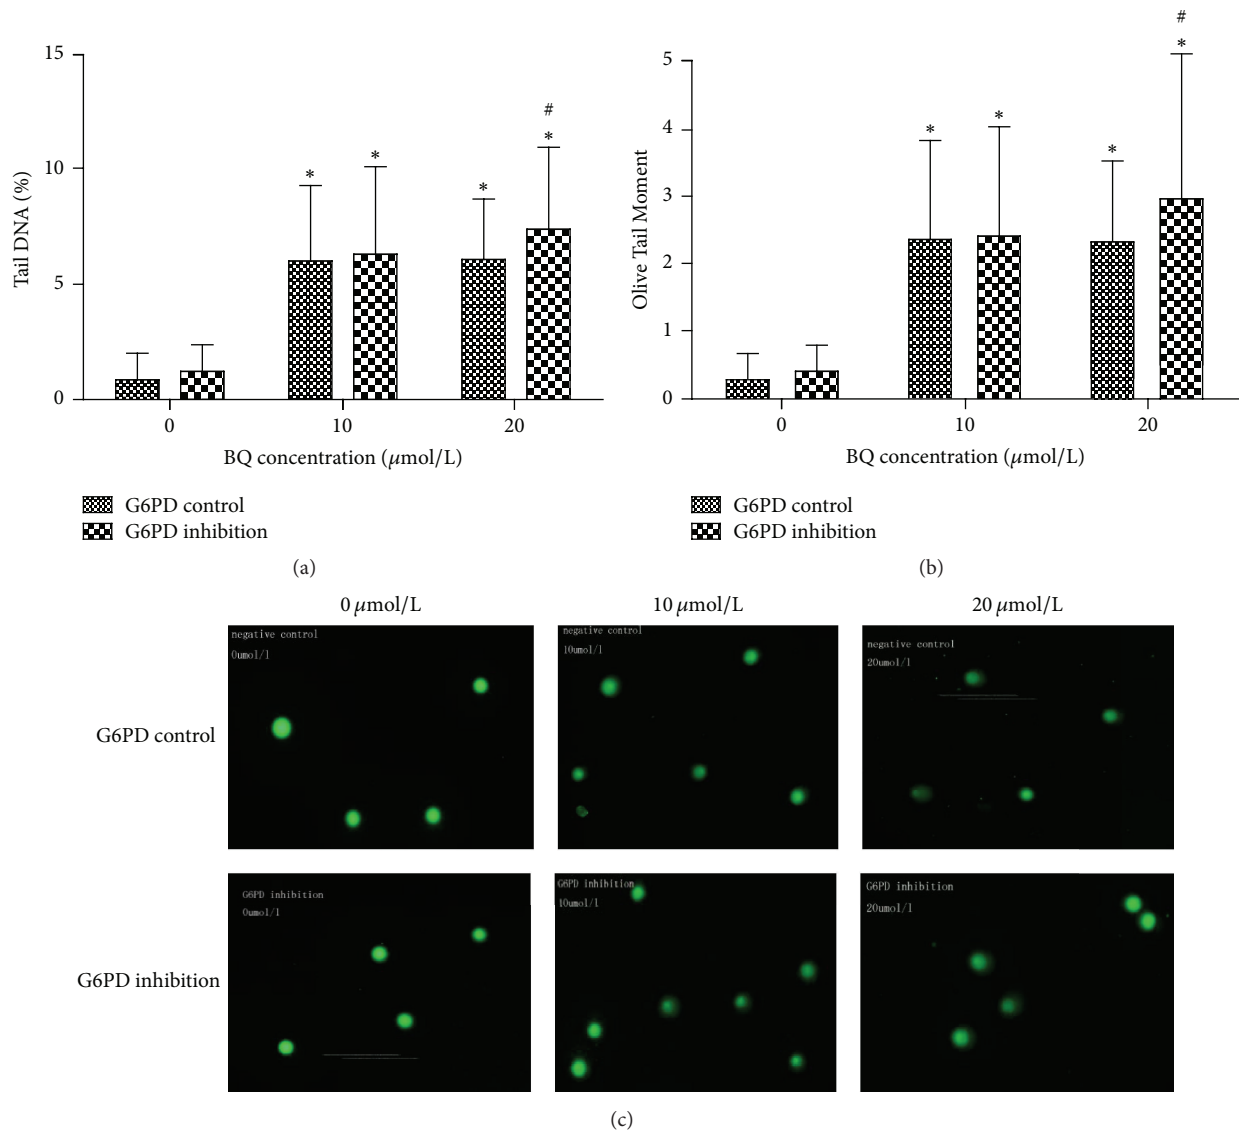 #
*
*
*
*
15
10
5
0
Tail DNA (%)
0
10
20
BQ concentration (μmol/L)
G6PD control
G6PD inhibition
(a)
#
*
*
*
*
5
4
3
2
1
0
Olive Tail Moment
0
10
20
BQ concentration (μmol/L)
G6PD control
G6PD inhibition
(b)
0 μmol/L
10 μmol/L
20 μmol/L
G6PD control
negative control
0umol/l
negative control
10umol/l
negative control
20umol/l
G6PD inhibition
G6PD inhibition
0umol/l
G6PD inhibition
10umol/l
G6PD inhibition
20umol/l
(c)